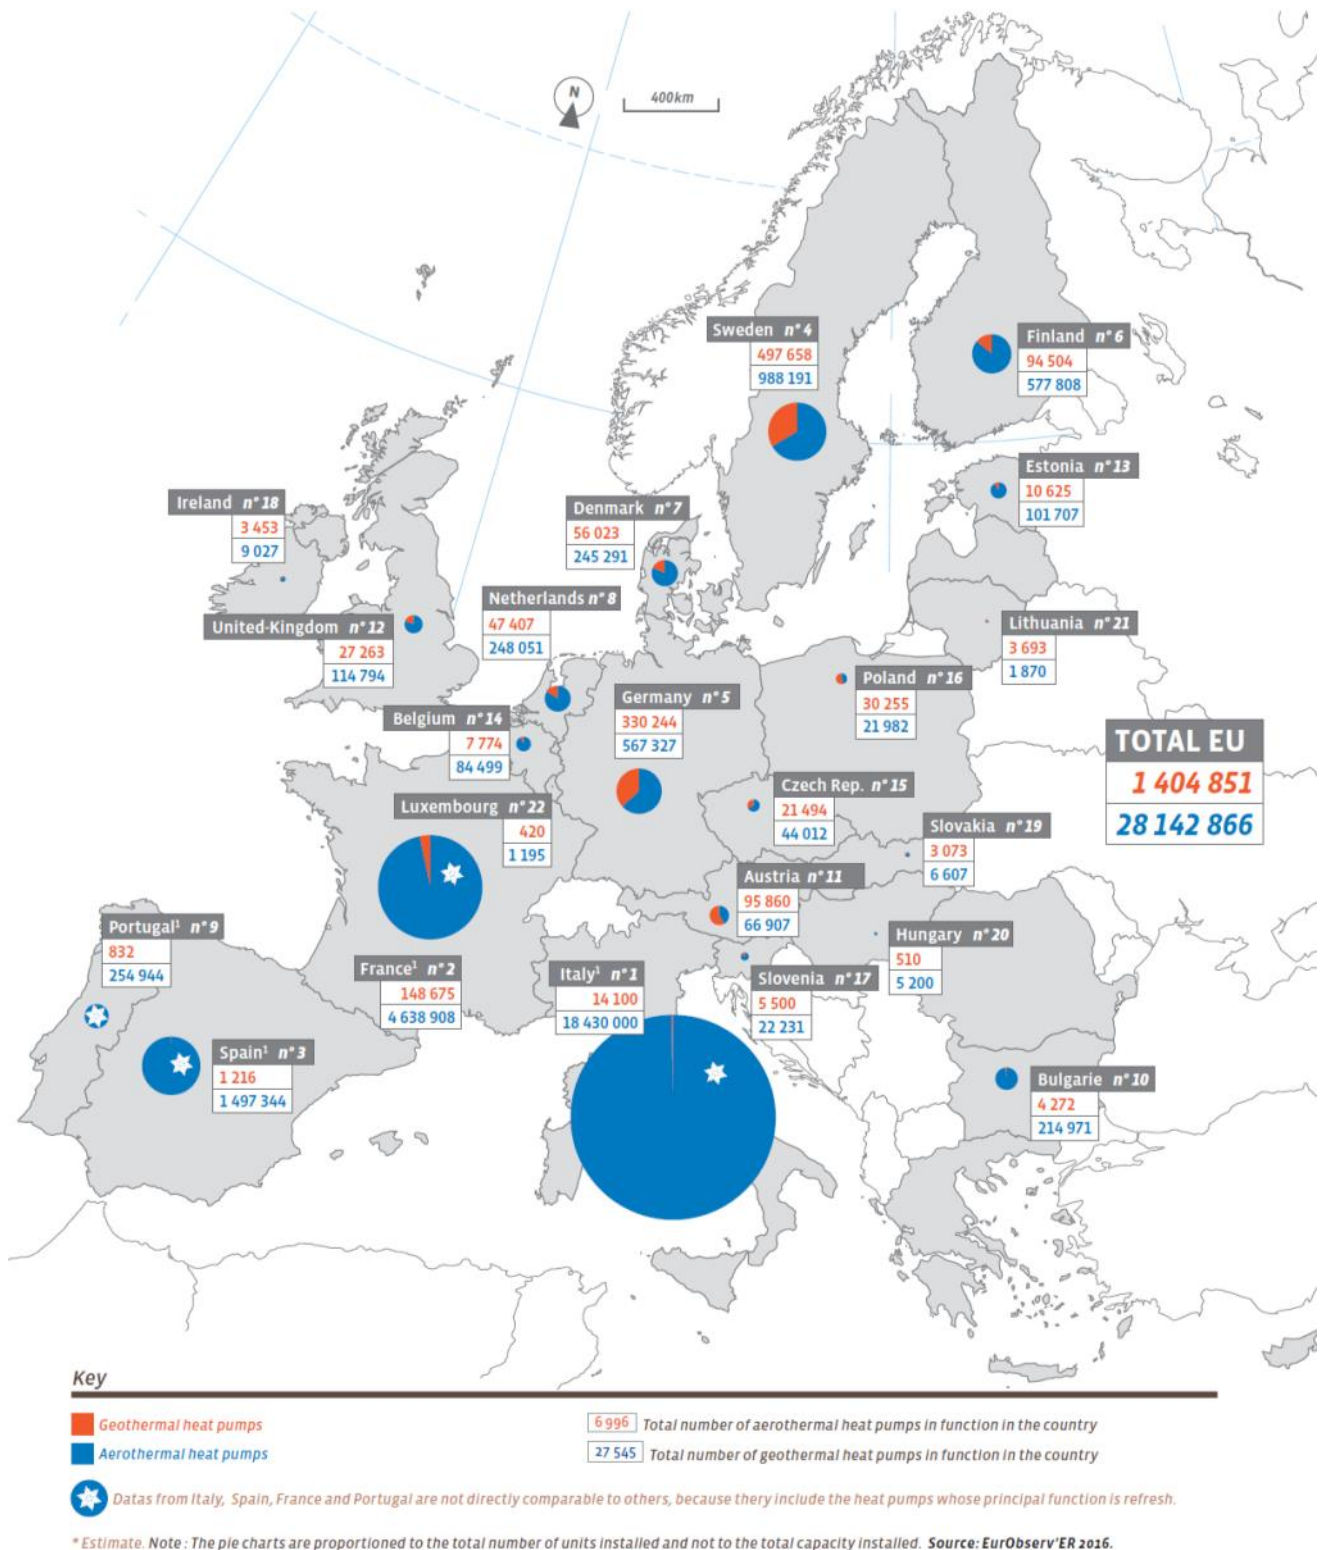 N
400km
Sweden n°4
497 658
988 191
Finland n°6
94 504
577 808
Estonia n°13
10 625
101 707
Ireland n°18
3 453
9 027
Denmark n°7
56 023
245 291
Netherlands n°8
47 407
248 051
United-Kingdom n°12
27 263
114 794
Lithuania n°21
3 693
1 870
Poland n°16
30 255
21 982
Germany n°5
330 244
567 327
Belgium n°14
7 774
84 499
TOTAL EU
1 404 851
28 142 866
Czech Rep. n°15
21 494
44 012
Luxembourg n°22
420
1 195
Slovakia n°19
3 073
6 607
Austria n°11
95 860
66 907
Portugal¹ n°9
832
254 944
Hungary n°20
510
5 200
France¹ n°2
148 675
4 638 908
Italy¹ n°1
14 100
18 430 000
Slovenia n°17
5 500
22 231
Spain¹ n°3
1 216
1 497 344
Bulgarie n°10
4 272
214 971
Key
Geothermal heat pumps
6 996 Total number of aerothermal heat pumps in function in the country
Aerothermal heat pumps
27 545 Total number of geothermal heat pumps in function in the country
Datas from Italy, Spain, France and Portugal are not directly comparable to others, because thery include the heat pumps whose principal function is refresh.
* Estimate. Note : The pie charts are proportioned to the total number of units installed and not to the total capacity installed. Source: EurObserv'ER 2016.